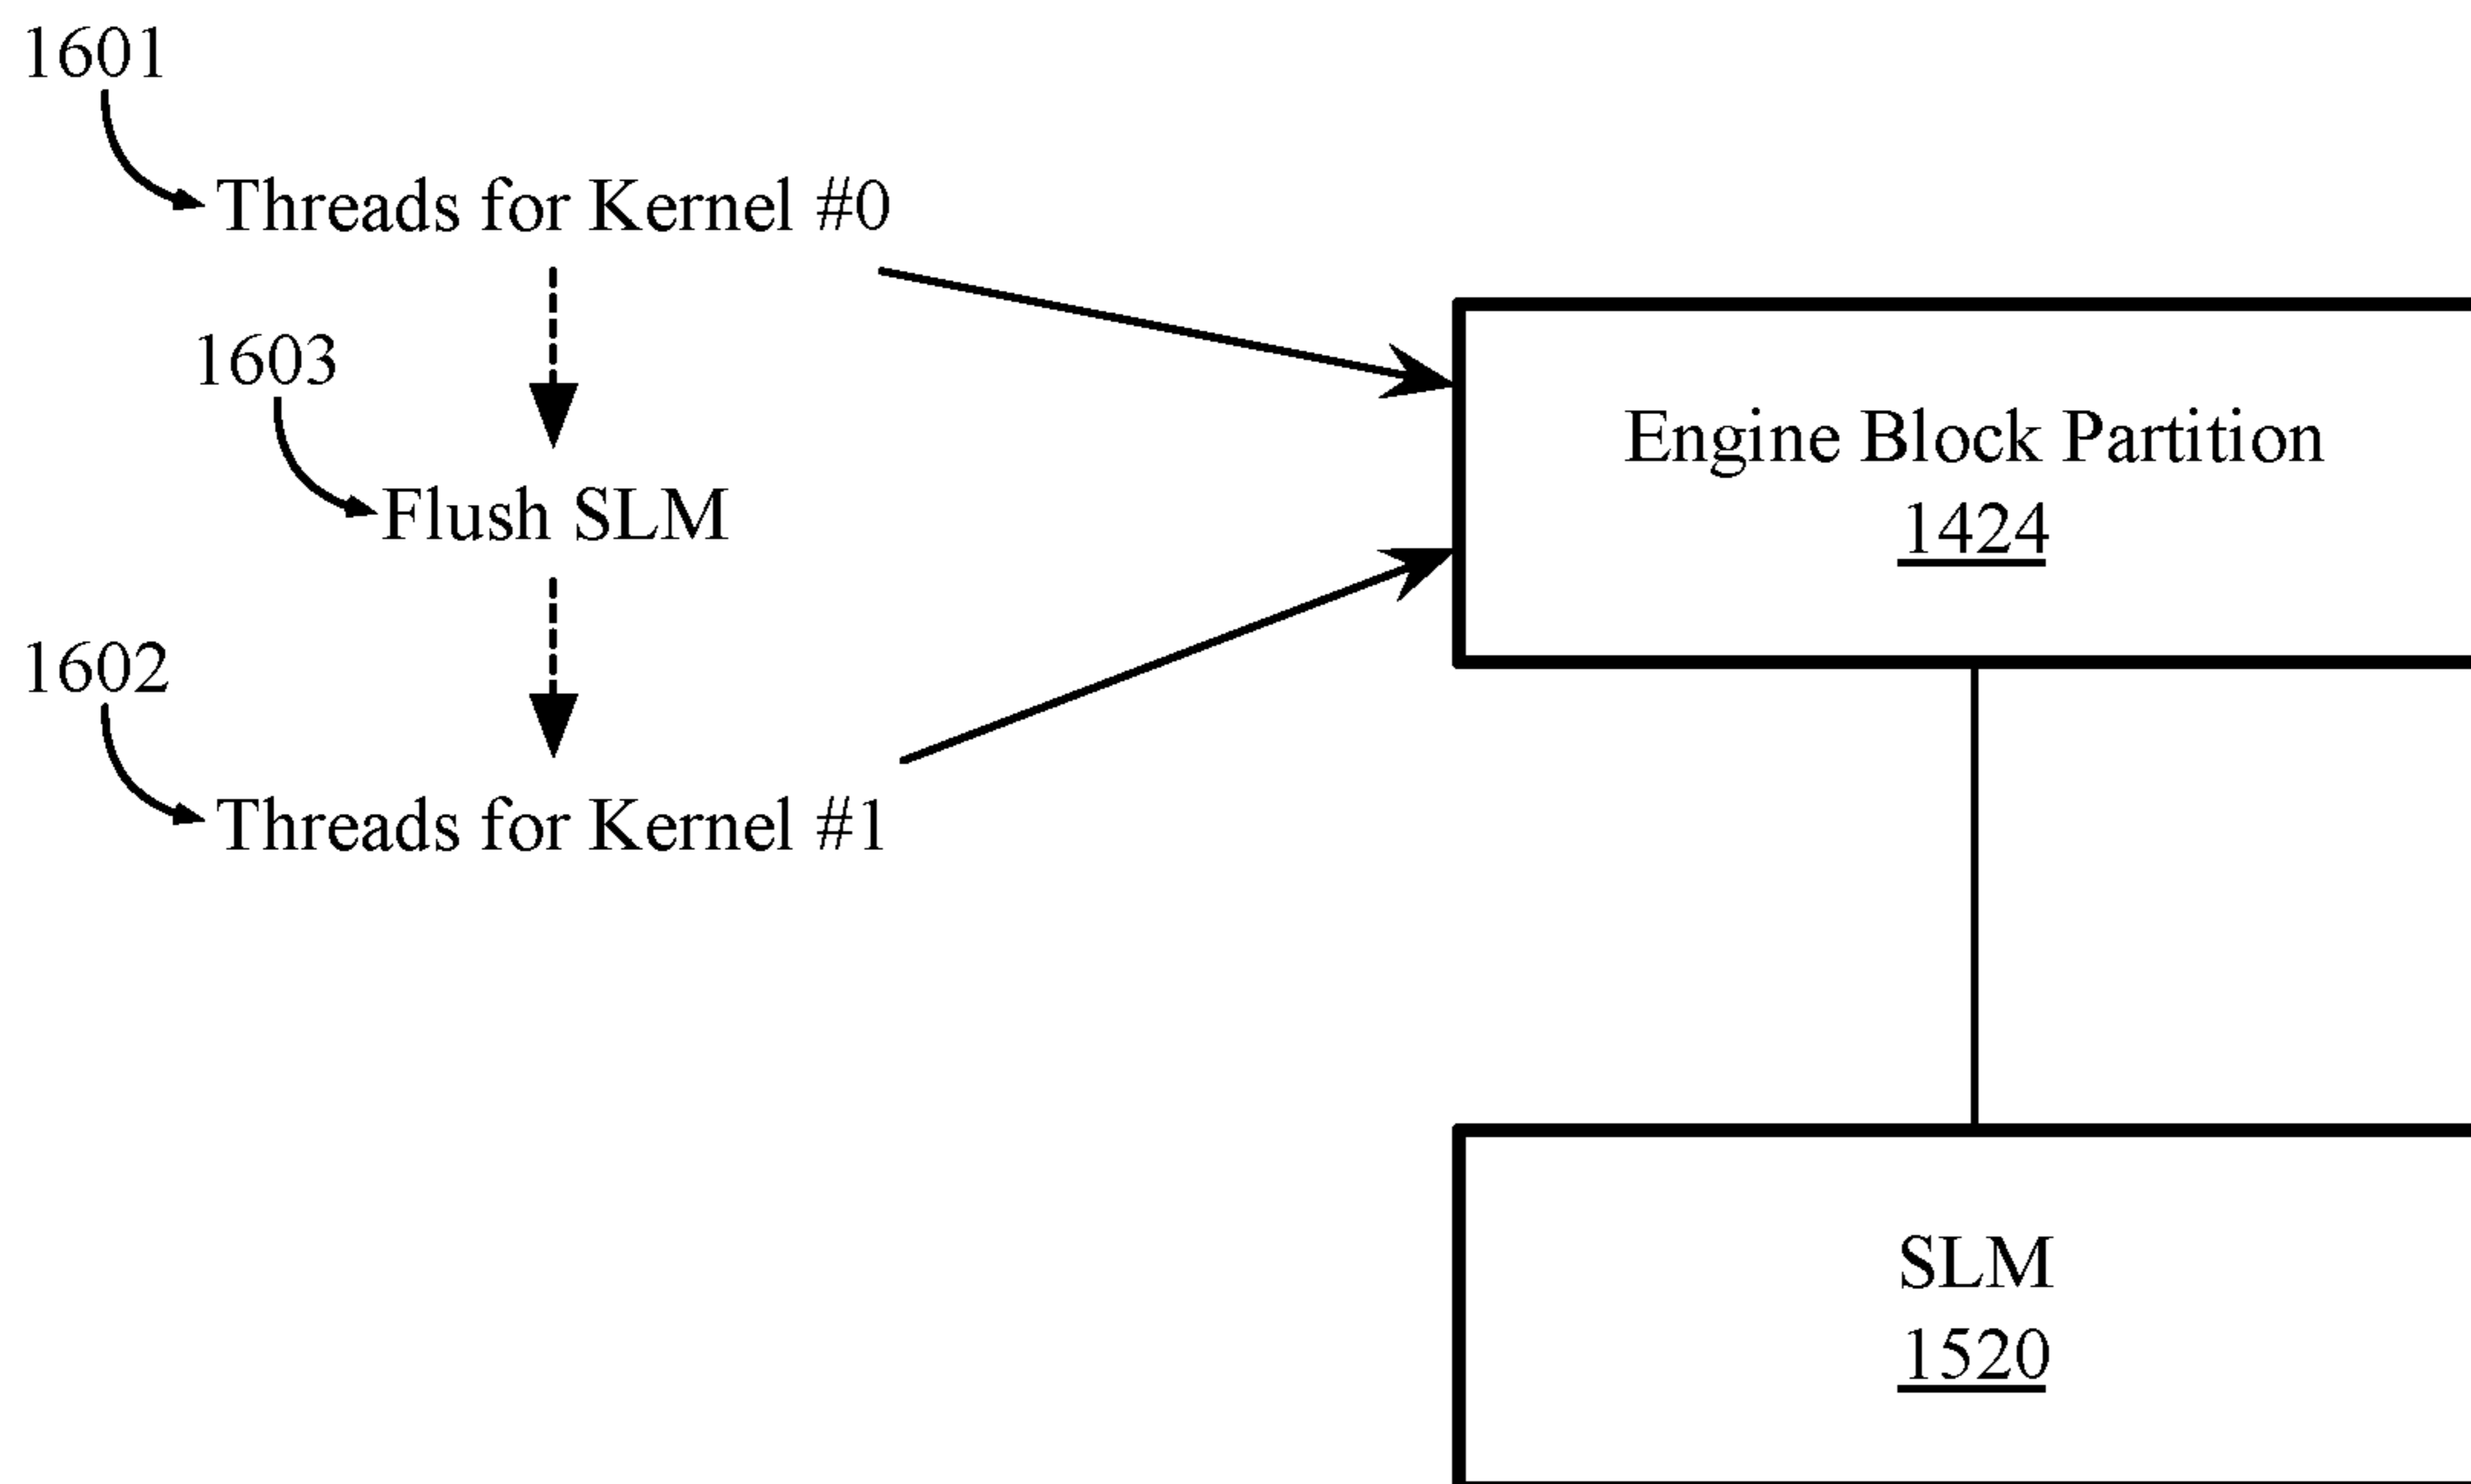 1601
Threads for Kernel #0
1603
Engine Block Partition
1424
Flush SLM
1602
Threads for Kernel #1
SLM
1520